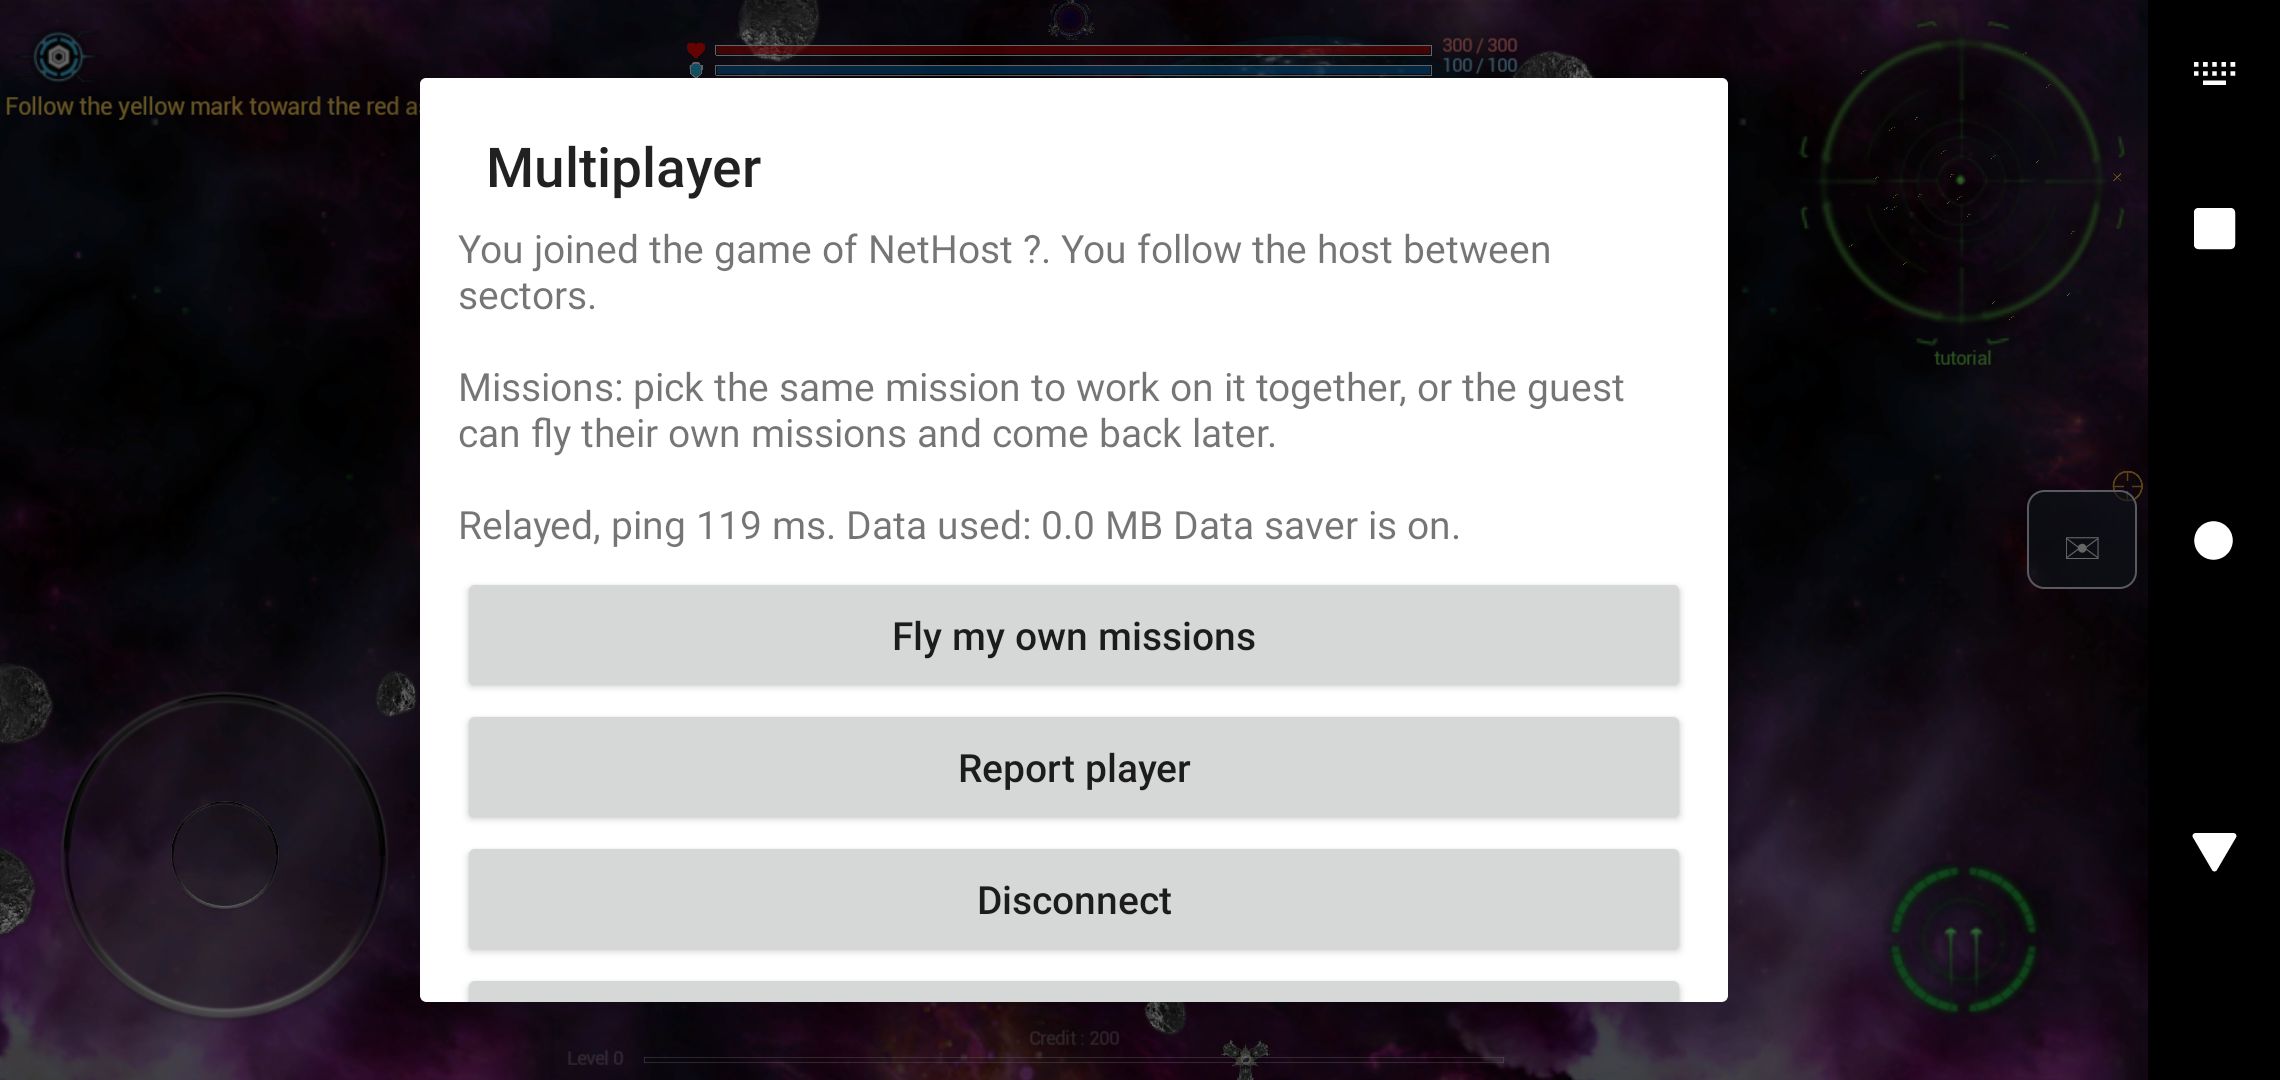 300 / 300
100 / 100
Follow the yellow mark toward the red a
Multiplayer
You joined the game of NetHost ?. You follow the host between
sectors.
Missions: pick the same mission to work on it together, or the guest
can fly their own missions and come back later.
Relayed, ping 119 ms. Data used: 0.0 MB Data saver is on.
tutorial
Fly my own missions
Report player
Disconnect
Credit : 200
Level 0